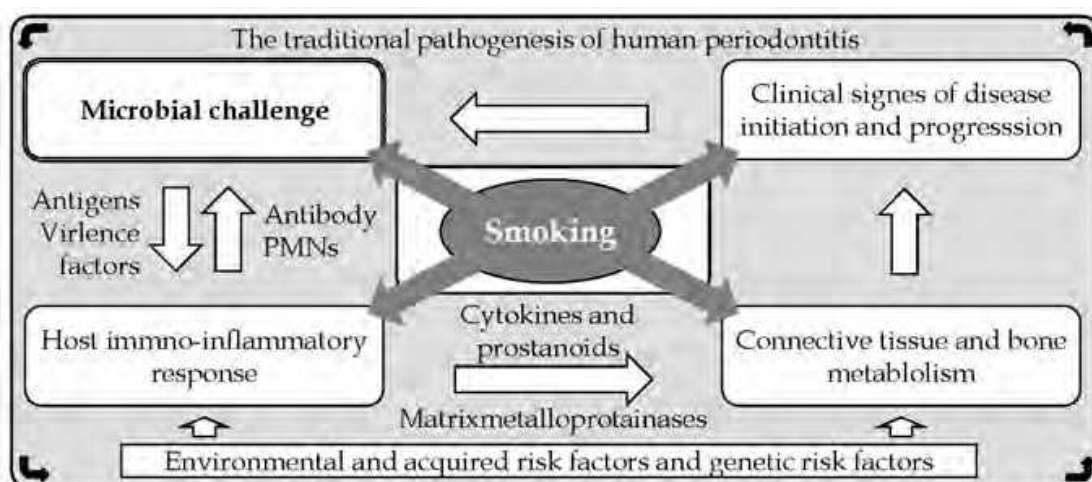 The traditional pathogenesis of human periodontitis
Microbial challenge
Clinical signes of disease
initiation and progresssion
Antigens
Virlence
factors
Antibody
PMNs
Smoking
Host immno-inflammatory
response
Cytokines and
prostanoids
Matrixmetalloprotainases
Connective tissue and bone
metablolism
Environmental and acquired risk factors and genetic risk factors